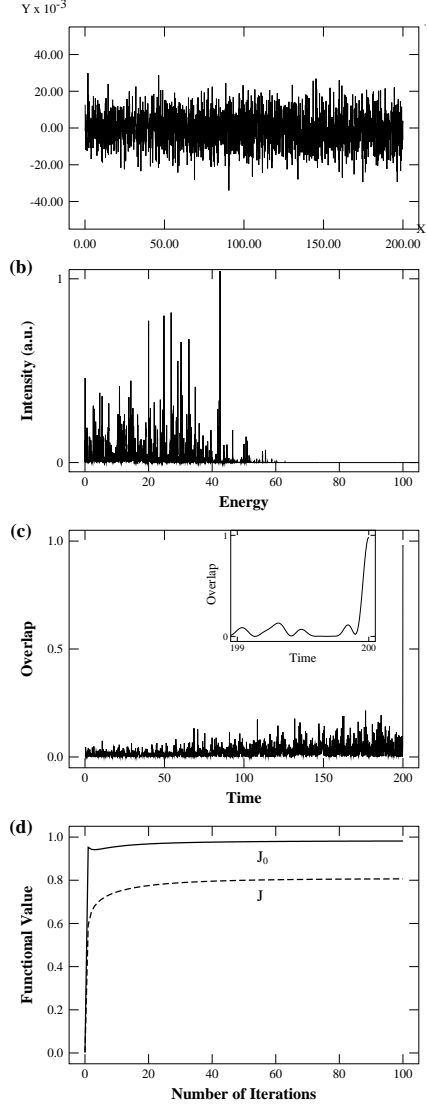 Y x 10-3
40.00
20.00
0.00
-20.00
-40.00
X
0.00 50.00 100.00 150.00 200.00
(b)
1
Intensity (a.u.)
0
0 20 40 60 80 100
Energy
(c)
1.0
1
Overlap
0
199 200
Time
0.5
Overlap
0.0
0 50 100 150 200
Time
(d)
1.0
J0
0.8
J
Functional Value
0.6
0.4
0.2
0.0
0 20 40 60 80 100
Number of Iterations